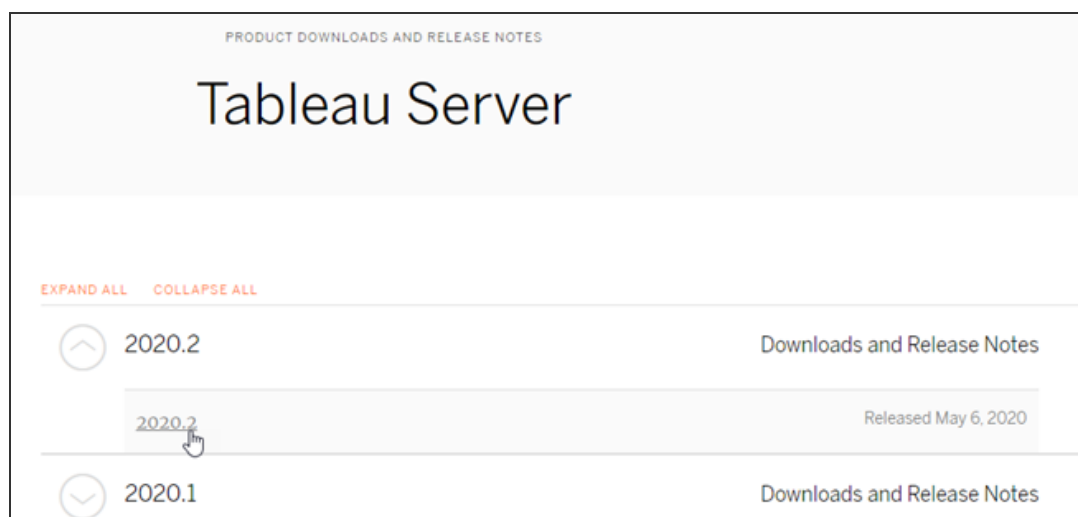 PRODUCT DOWNLOADS AND RELEASE NOTES
Tableau Server
EXPAND ALL COLLAPSE ALL
2020.2 Downloads and Release Notes
2020.2 Released May 6, 2020
2020.1 Downloads and Release Notes